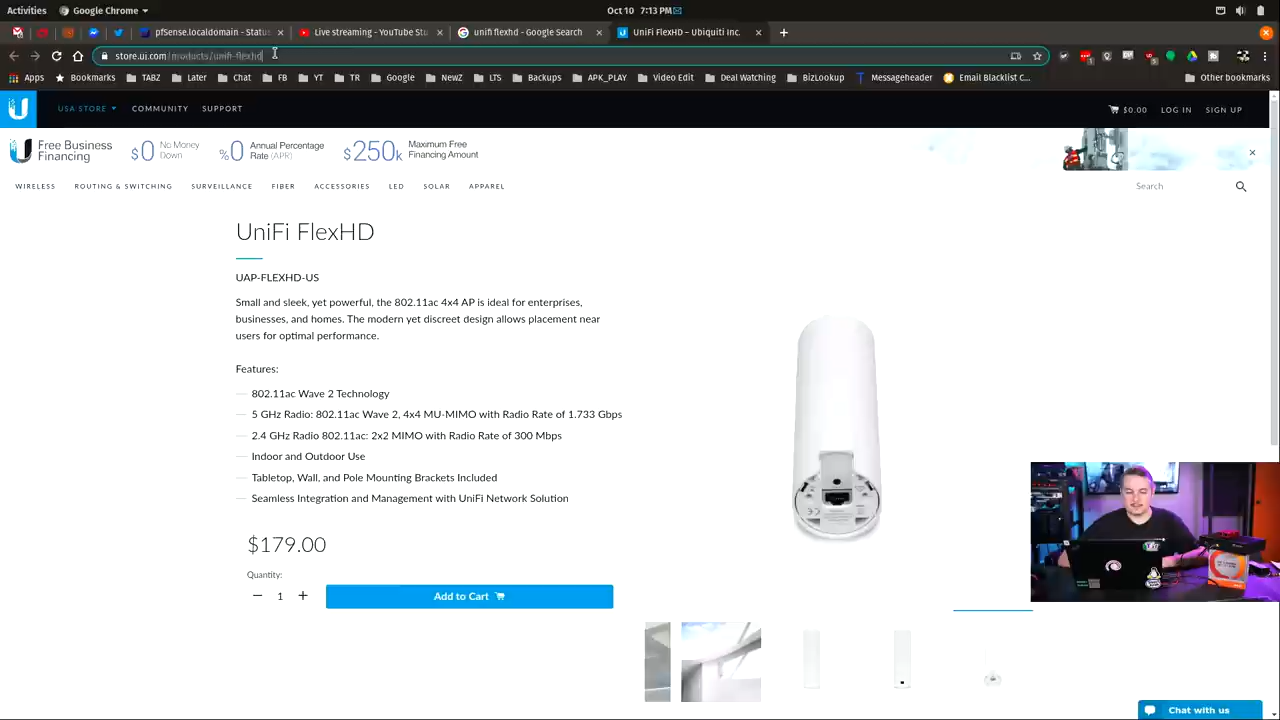 Activities
Google Chrome
Oct 10 7:13 PM
pfSense.localdomain - Status
Live streaming - YouTube Stu
unifi flexhd - Google Search
UniFi FlexHD – Ubiquiti Inc.
store.ui.com/products/unifi-flexhd
Apps
Bookmarks
TABZ
Later
Chat
FB
YT
TR
Google
NewZ
LTS
Backups
APK_PLAY
Video Edit
Deal Watching
BizLookup
Messageheader
Email Blacklist C...
Other bookmarks
USA STORE
COMMUNITY
SUPPORT
$0.00
LOG IN
SIGN UP
Free Business
Financing
$0 No Money
Down
%0 Annual Percentage
Rate (APR)
$250k Maximum Free
Financing Amount
WIRELESS
ROUTING & SWITCHING
SURVEILLANCE
FIBER
ACCESSORIES
LED
SOLAR
APPAREL
Search
UniFi FlexHD
UAP-FLEXHD-US
Small and sleek, yet powerful, the 802.11ac 4x4 AP is ideal for enterprises,
businesses, and homes. The modern yet discreet design allows placement near
users for optimal performance.
Features:
802.11ac Wave 2 Technology
5 GHz Radio: 802.11ac Wave 2, 4x4 MU-MIMO with Radio Rate of 1.733 Gbps
2.4 GHz Radio 802.11ac: 2x2 MIMO with Radio Rate of 300 Mbps
Indoor and Outdoor Use
Tabletop, Wall, and Pole Mounting Brackets Included
Seamless Integration and Management with UniFi Network Solution
$179.00
Quantity:
1
Add to Cart
Chat with us